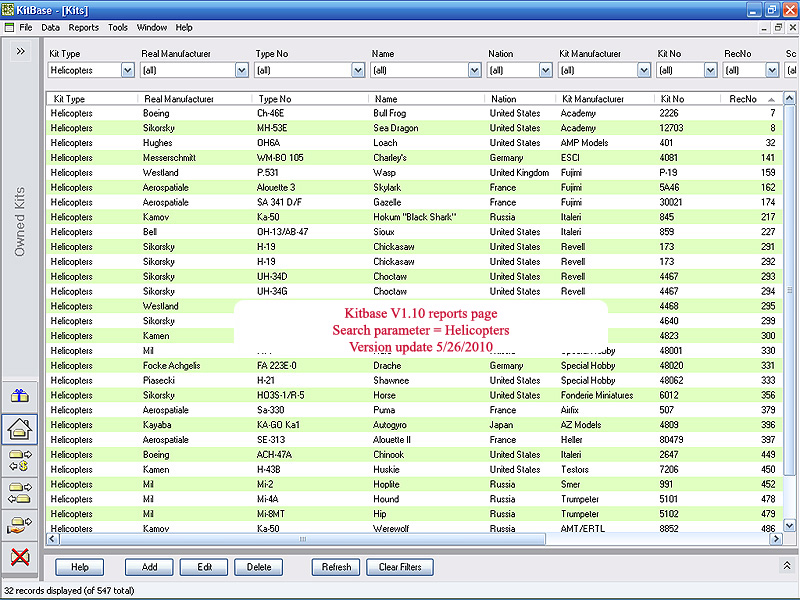 KitBase - [Kits]
File Data Reports Tools Window Help
Kit Type Real Manufacturer Type No Name Nation Kit Manufacturer Kit No RecNo Sc
Helicopters (all) (all) (all) (all) (all) (all) (all)
Kit Type Real Manufacturer Type No Name Nation Kit Manufacturer Kit No RecNo
Helicopters Boeing Ch-46E Bull Frog United States Academy 2226 7
Helicopters Sikorsky MH-53E Sea Dragon United States Academy 12703 8
Helicopters Hughes OH6A Loach United States AMP Models 401 32
Helicopters Messerschmitt WM-BO 105 Charley's Germany ESCI 4081 141
Helicopters Westland P.531 Wasp United Kingdom Fujimi P-19 159
Helicopters Aerospatiale Alouette 3 Skylark France Fujimi 5A46 162
Helicopters Aerospatiale SA 341 D/F Gazelle France Fujimi 30021 174
Helicopters Kamov Ka-50 Hokum "Black Shark" Russia Italeri 845 217
Helicopters Bell OH-13/AB-47 Sioux United States Italeri 859 227
Helicopters Sikorsky H-19 Chickasaw United States Revell 173 291
Helicopters Sikorsky H-19 Chickasaw United States Revell 173 292
Helicopters Sikorsky UH-34D Choctaw United States Revell 4467 293
Helicopters Sikorsky UH-34G Choctaw United States Revell 4467 294
Helicopters Westland 4468 295
Helicopters Sikorsky 4640 299
Helicopters Kamen 4823 300
Kitbase V1.10 reports page
Search parameter = Helicopters
Version update 5/26/2010
Helicopters Mil Special Hobby 48001 330
Helicopters Focke Achgelis FA 223E-0 Drache Germany Special Hobby 48020 331
Helicopters Piasecki H-21 Shawnee United States Special Hobby 48062 333
Helicopters Sikorsky HO3S-1/R-5 Horse United States Fonderie Miniatures 6012 356
Helicopters Aerospatiale Sa-330 Puma France Airfix 507 379
Helicopters Kayaba KA-GO Ka1 Autogyro Japan AZ Models 4809 396
Helicopters Aerospatiale SE-313 Alouette II France Heller 80479 397
Helicopters Boeing ACH-47A Chinook United States Italeri 2647 449
Helicopters Kamen H-43B Huskie United States Testors 7206 450
Helicopters Mil Mi-2 Hoplite Russia Smer 991 452
Helicopters Mil Mi-4A Hound Russia Trumpeter 5101 478
Helicopters Mil Mi-8MT Hip Russia Trumpeter 5102 479
Helicopters Kamov Ka-50 Werewolf Russia AMT/ERTL 8852 486
Owned Kits
Help Add Edit Delete Refresh Clear Filters
32 records displayed (of 547 total)